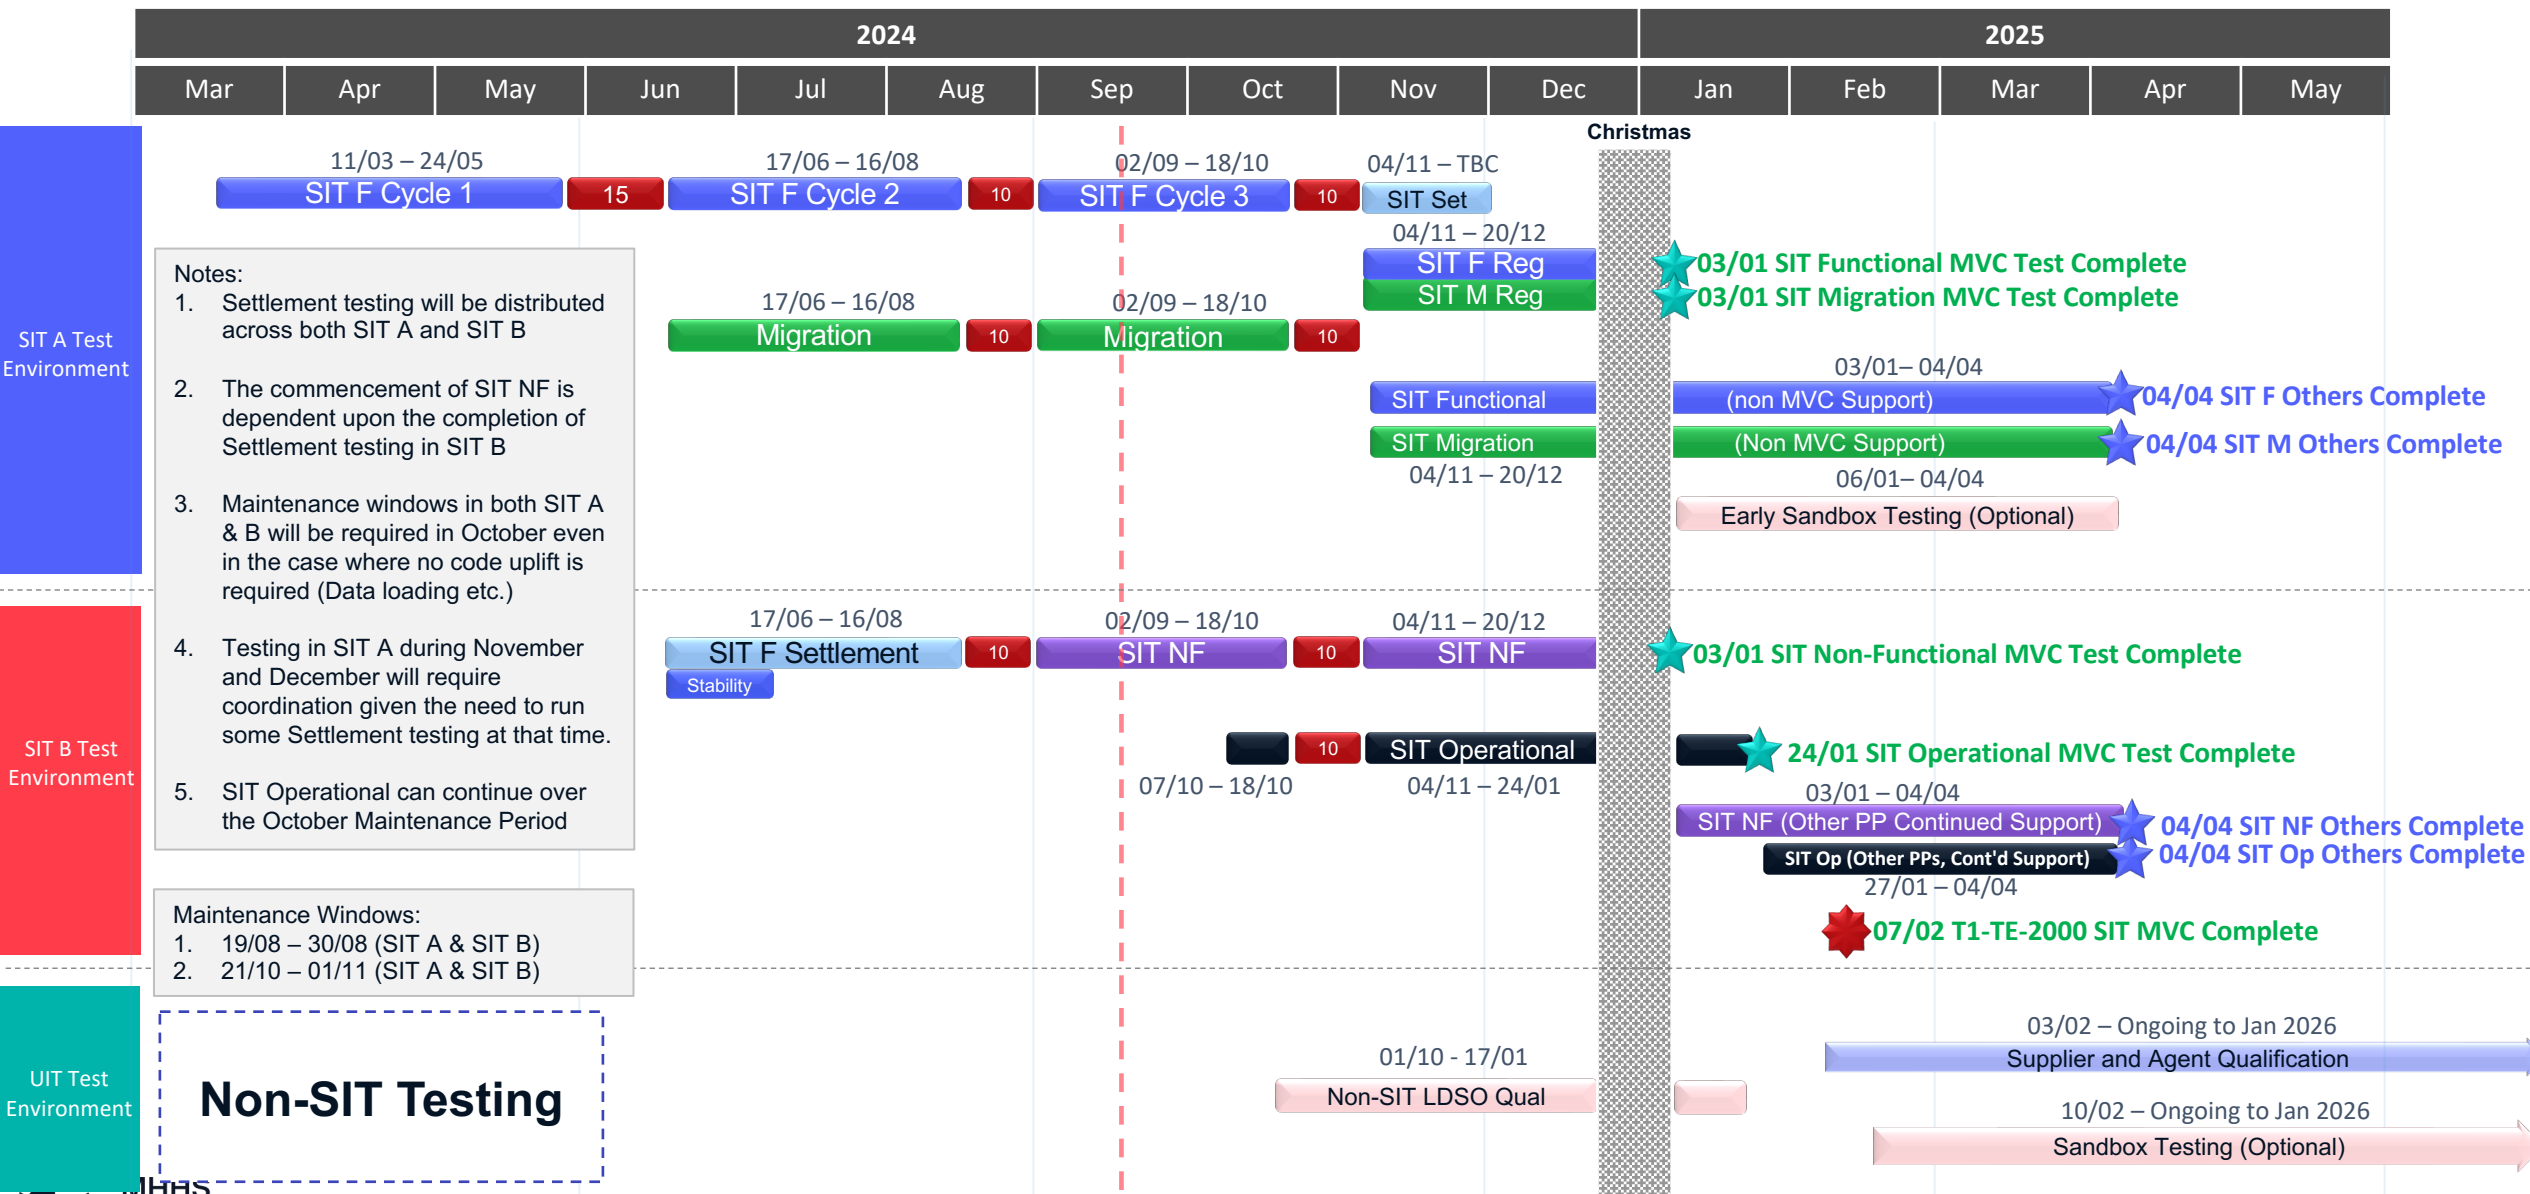 2024
2025
Mar
Apr
May
Jun
Jul
Aug
Sep
Oct
Nov
Dec
Jan
Feb
Mar
Apr
May
Christmas
SIT A Test
Environment
11/03 – 24/05
SIT F Cycle 1
15
17/06 – 16/08
SIT F Cycle 2
10
02/09 – 18/10
SIT F Cycle 3
10
04/11 – TBC
SIT Set
04/11 – 20/12
SIT F Reg
SIT M Reg
03/01 SIT Functional MVC Test Complete
03/01 SIT Migration MVC Test Complete
17/06 – 16/08
Migration
10
02/09 – 18/10
Migration
10
03/01– 04/04
SIT Functional
(non MVC Support)
04/04 SIT F Others Complete
SIT Migration
(Non MVC Support)
04/04 SIT M Others Complete
04/11 – 20/12
06/01– 04/04
Early Sandbox Testing (Optional)
Notes:
1. Settlement testing will be distributed
across both SIT A and SIT B
2. The commencement of SIT NF is
dependent upon the completion of
Settlement testing in SIT B
3. Maintenance windows in both SIT A
& B will be required in October even
in the case where no code uplift is
required (Data loading etc.)
4. Testing in SIT A during November
and December will require
coordination given the need to run
some Settlement testing at that time.
5. SIT Operational can continue over
the October Maintenance Period
SIT B Test
Environment
17/06 – 16/08
SIT F Settlement
10
Stability
02/09 – 18/10
SIT NF
10
04/11 – 20/12
SIT NF
03/01 SIT Non-Functional MVC Test Complete
10
SIT Operational
24/01 SIT Operational MVC Test Complete
07/10 – 18/10
04/11 – 24/01
03/01 – 04/04
SIT NF (Other PP Continued Support)
04/04 SIT NF Others Complete
SIT Op (Other PPs, Cont'd Support)
04/04 SIT Op Others Complete
27/01 – 04/04
07/02 T1-TE-2000 SIT MVC Complete
Maintenance Windows:
1. 19/08 – 30/08 (SIT A & SIT B)
2. 21/10 – 01/11 (SIT A & SIT B)
UIT Test
Environment
Non-SIT Testing
01/10 - 17/01
Non-SIT LDSO Qual
03/02 – Ongoing to Jan 2026
Supplier and Agent Qualification
10/02 – Ongoing to Jan 2026
Sandbox Testing (Optional)
MHHS